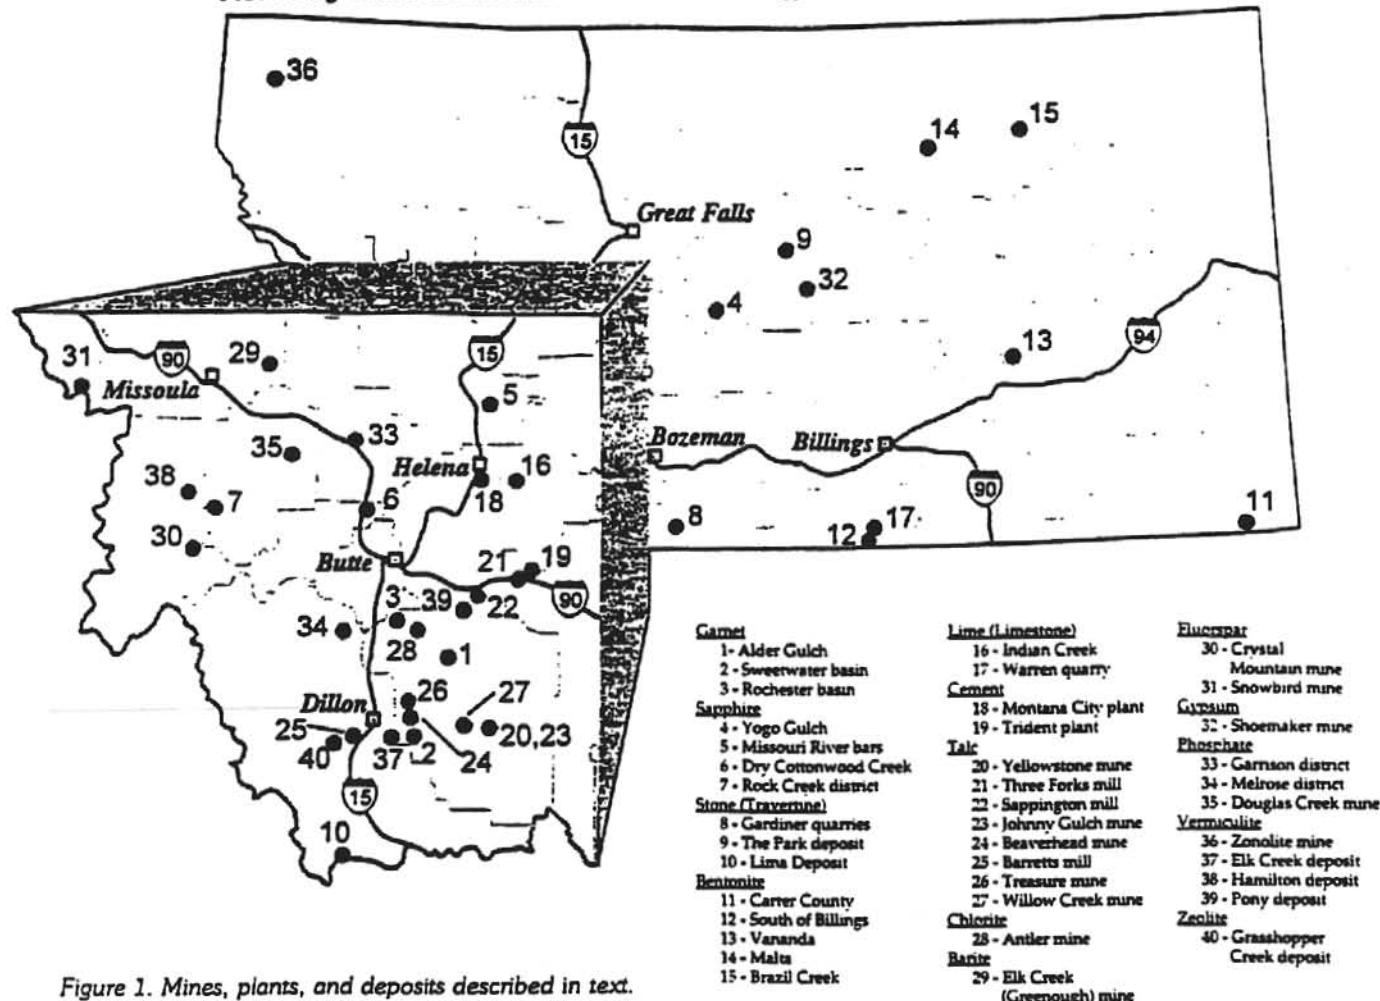 36
15
14
15
Great Falls
9
32
4
94
13
31
90
29
15
Missoula
5
33
35
Bozeman
Billings
Helena
16
38
18
7
6
90
8
17
11
30
12
Butte
21
19
90
3
39
22
34
28
1
26
27
Dillon
25
20,23
40
37
2
24
15
10
Garnet
1 - Alder Gulch
2 - Sweetwater basin
3 - Rochester basin
Sapphire
4 - Yogo Gulch
5 - Missouri River bars
6 - Dry Cottonwood Creek
7 - Rock Creek district
Stone (Travertine)
8 - Gardiner quarries
9 - The Park deposit
10 - Lima Deposit
Bentonite
11 - Carter County
12 - South of Billings
13 - Vananda
14 - Malta
15 - Brazil Creek
Lime (Limestone)
16 - Indian Creek
17 - Warren quarry
Cement
18 - Montana City plant
19 - Trident plant
Talc
20 - Yellowstone mine
21 - Three Forks mill
22 - Sappington mill
23 - Johnny Gulch mine
24 - Beaverhead mine
25 - Barretts mill
26 - Treasure mine
27 - Willow Creek mine
Chlorite
28 - Antler mine
Barite
29 - Elk Creek
(Greenough) mine
Fluorspar
30 - Crystal
Mountain mine
31 - Snowbird mine
Gypsum
32 - Shoemaker mine
Phosphate
33 - Garrison district
34 - Melrose district
35 - Douglas Creek mine
Vermiculite
36 - Zonolite mine
37 - Elk Creek deposit
38 - Hamilton deposit
39 - Pony deposit
Zeolite
40 - Grasshopper
Creek deposit
Figure 1. Mines, plants, and deposits described in text.